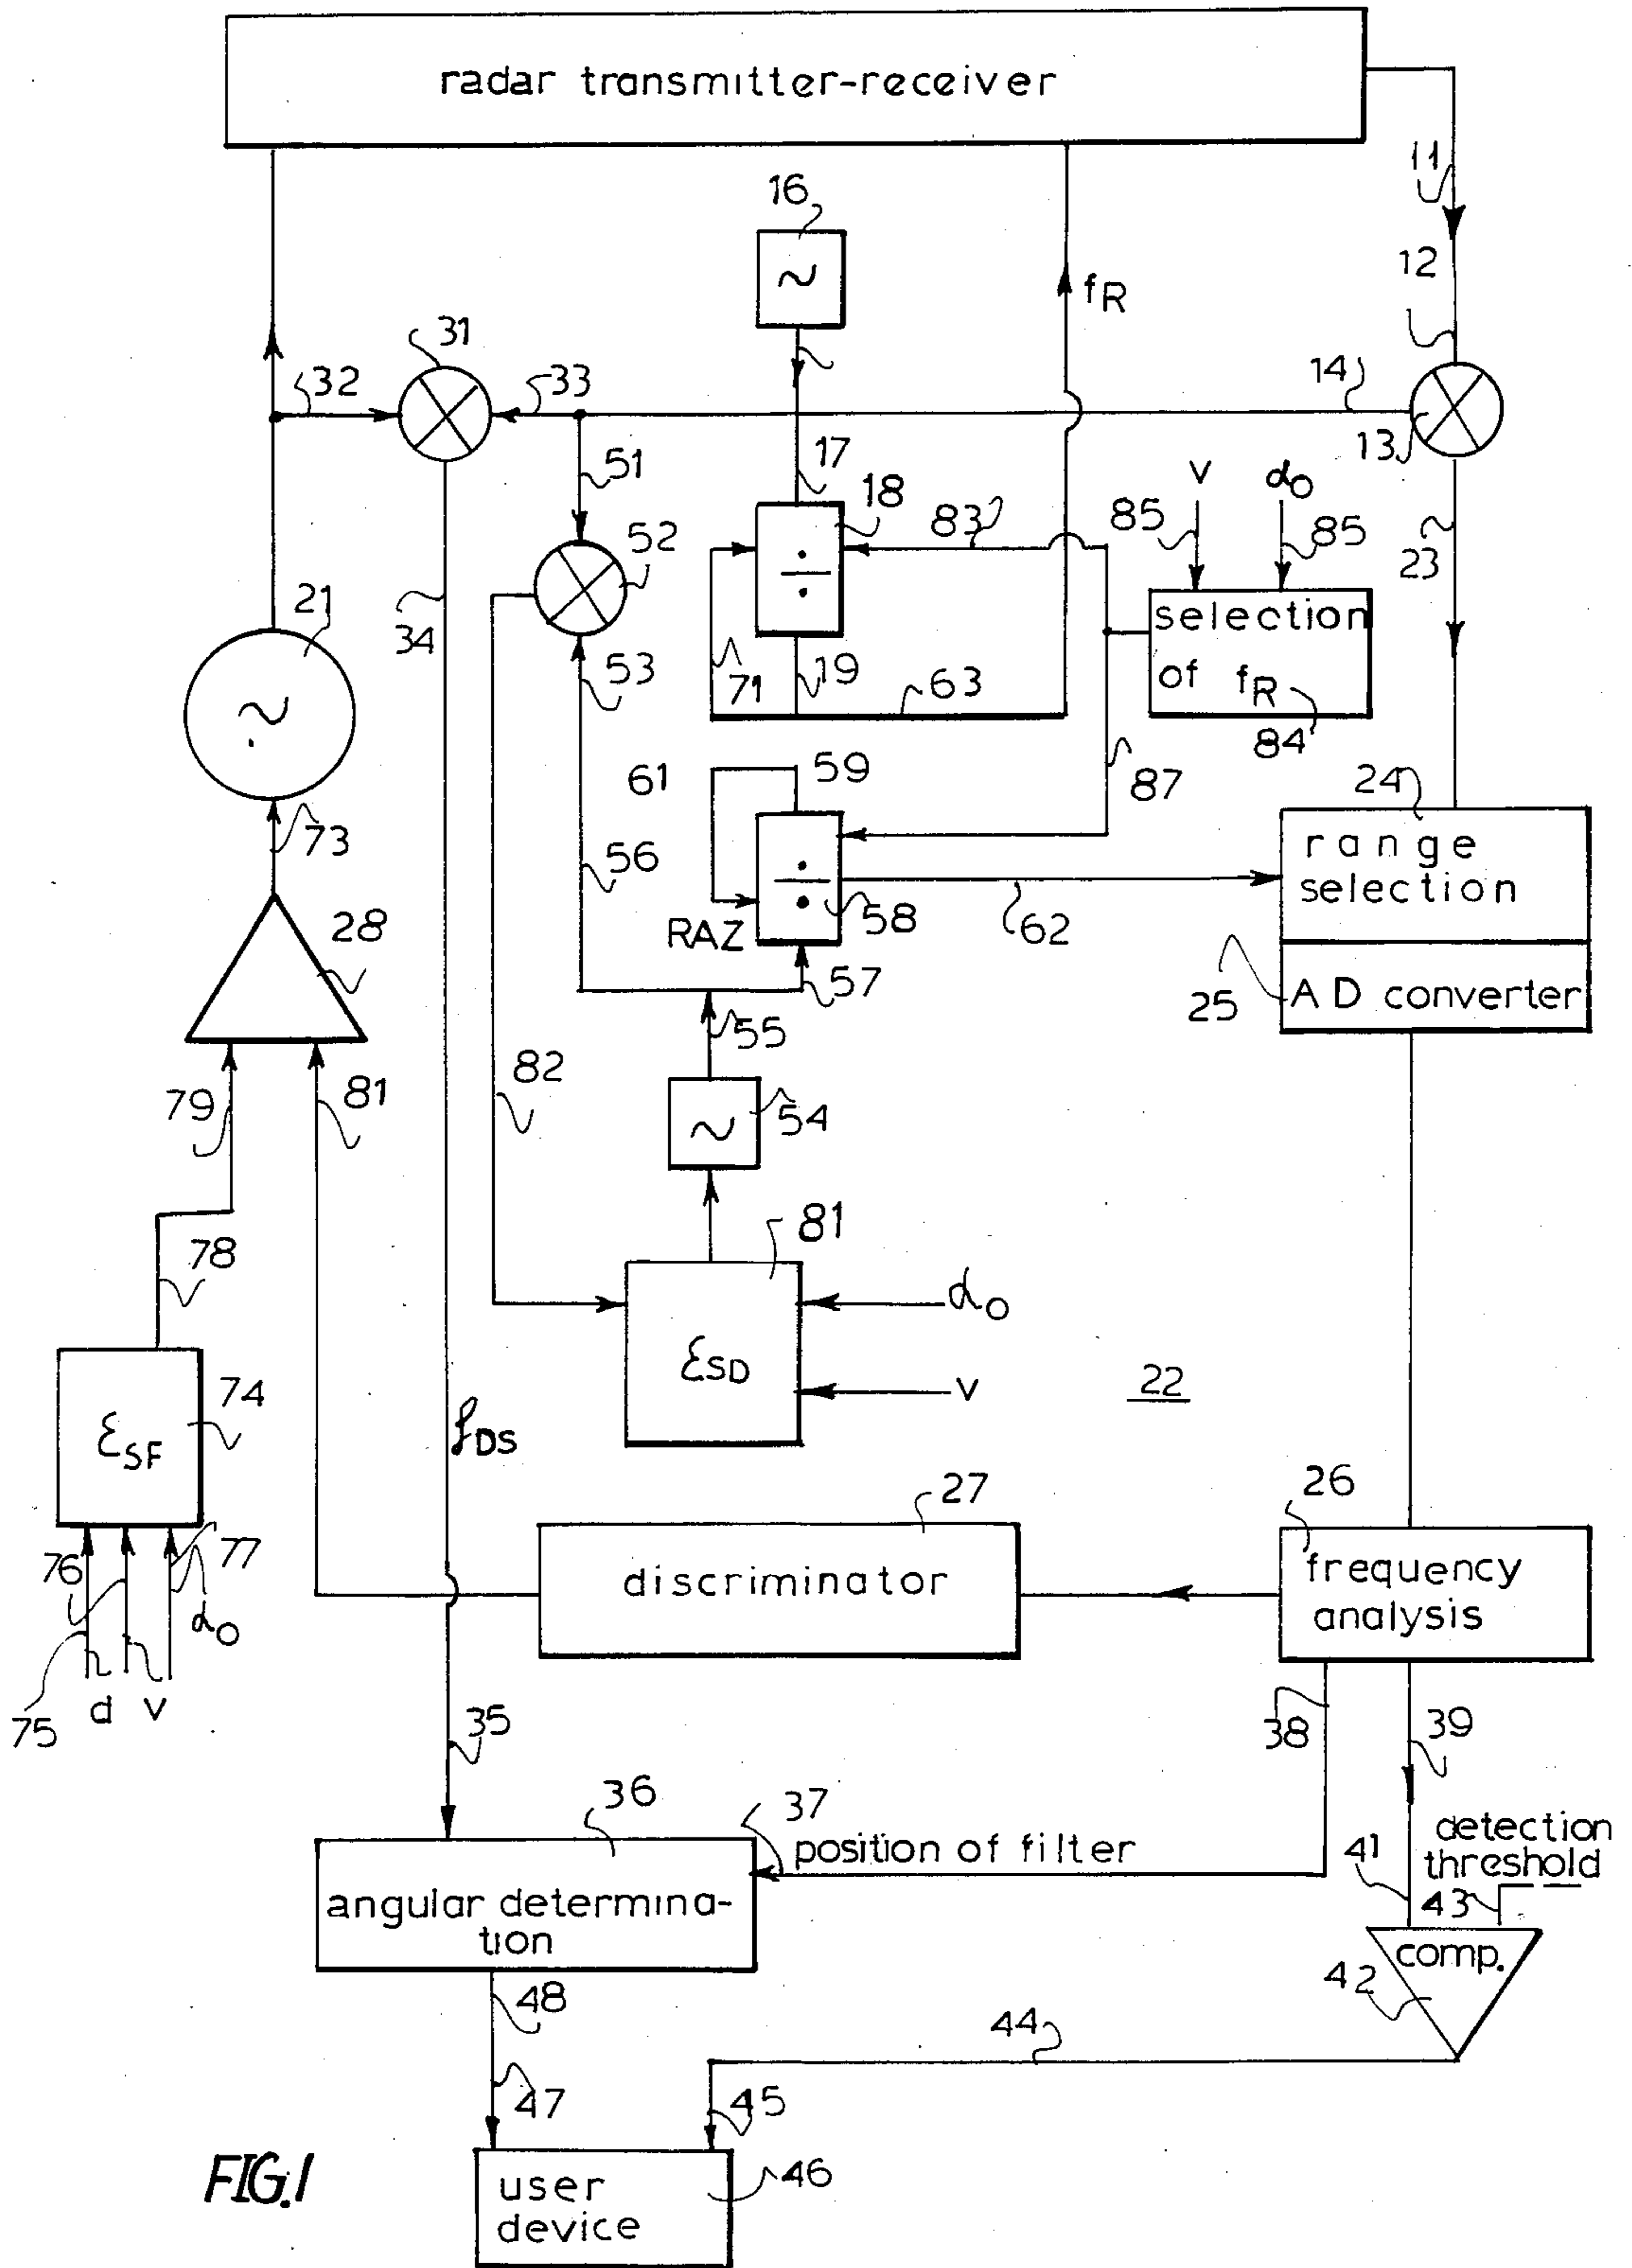 radar transmitter-receiver
11
16
~
12
fR
31
32
33
14
13
51
17
v
αo
18
83
85
85
52
÷
23
21
34
selection
of fR
53
71
19
63
84
~
61
59
87
24
73
56
÷
range
selection
28
RAZ
58
62
57
25
AD converter
55
79
81
82
~
54
81
78
αo
εSD
v
22
74
εSF
fDS
27
26
76
77
discriminator
frequency
analysis
αo
75
d
v
35
38
39
36
37
position of filter
detection
threshold
41
43
angular determina-
tion
comp.
42
48
44
47
45
FIG.1
user
device
46